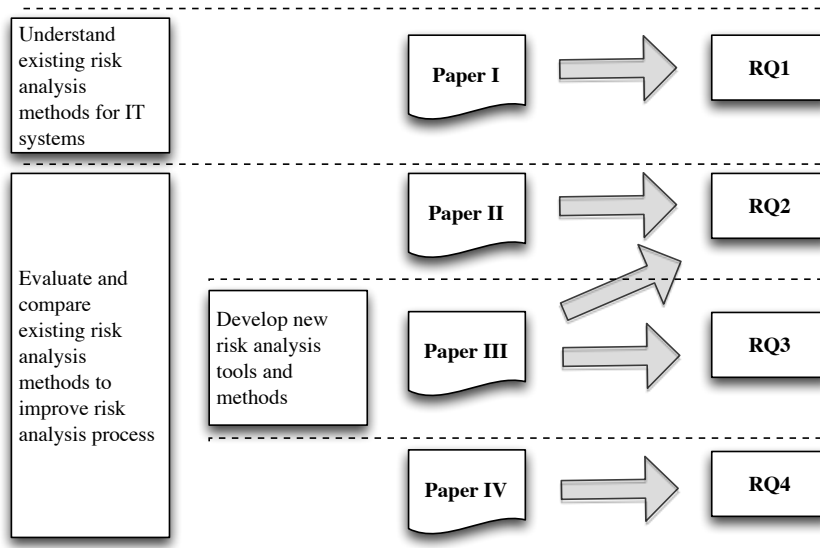 Understand
existing risk
analysis
methods for IT
systems
Paper I
RQ1
Evaluate and
compare
existing risk
analysis
methods to
improve risk
analysis process
Paper II
RQ2
Develop new
risk analysis
tools and
methods
Paper III
RQ3
Paper IV
RQ4